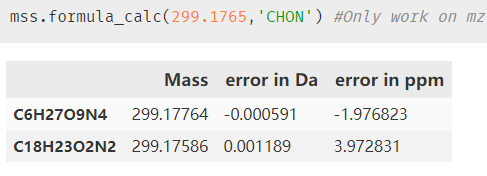 mss.formula_calc(299.1765,'CHON') #Only work on mz
Mass error in Da error in ppm
C6H27O9N4 299.17764 -0.000591 -1.976823
C18H23O2N2 299.17586 0.001189 3.972831